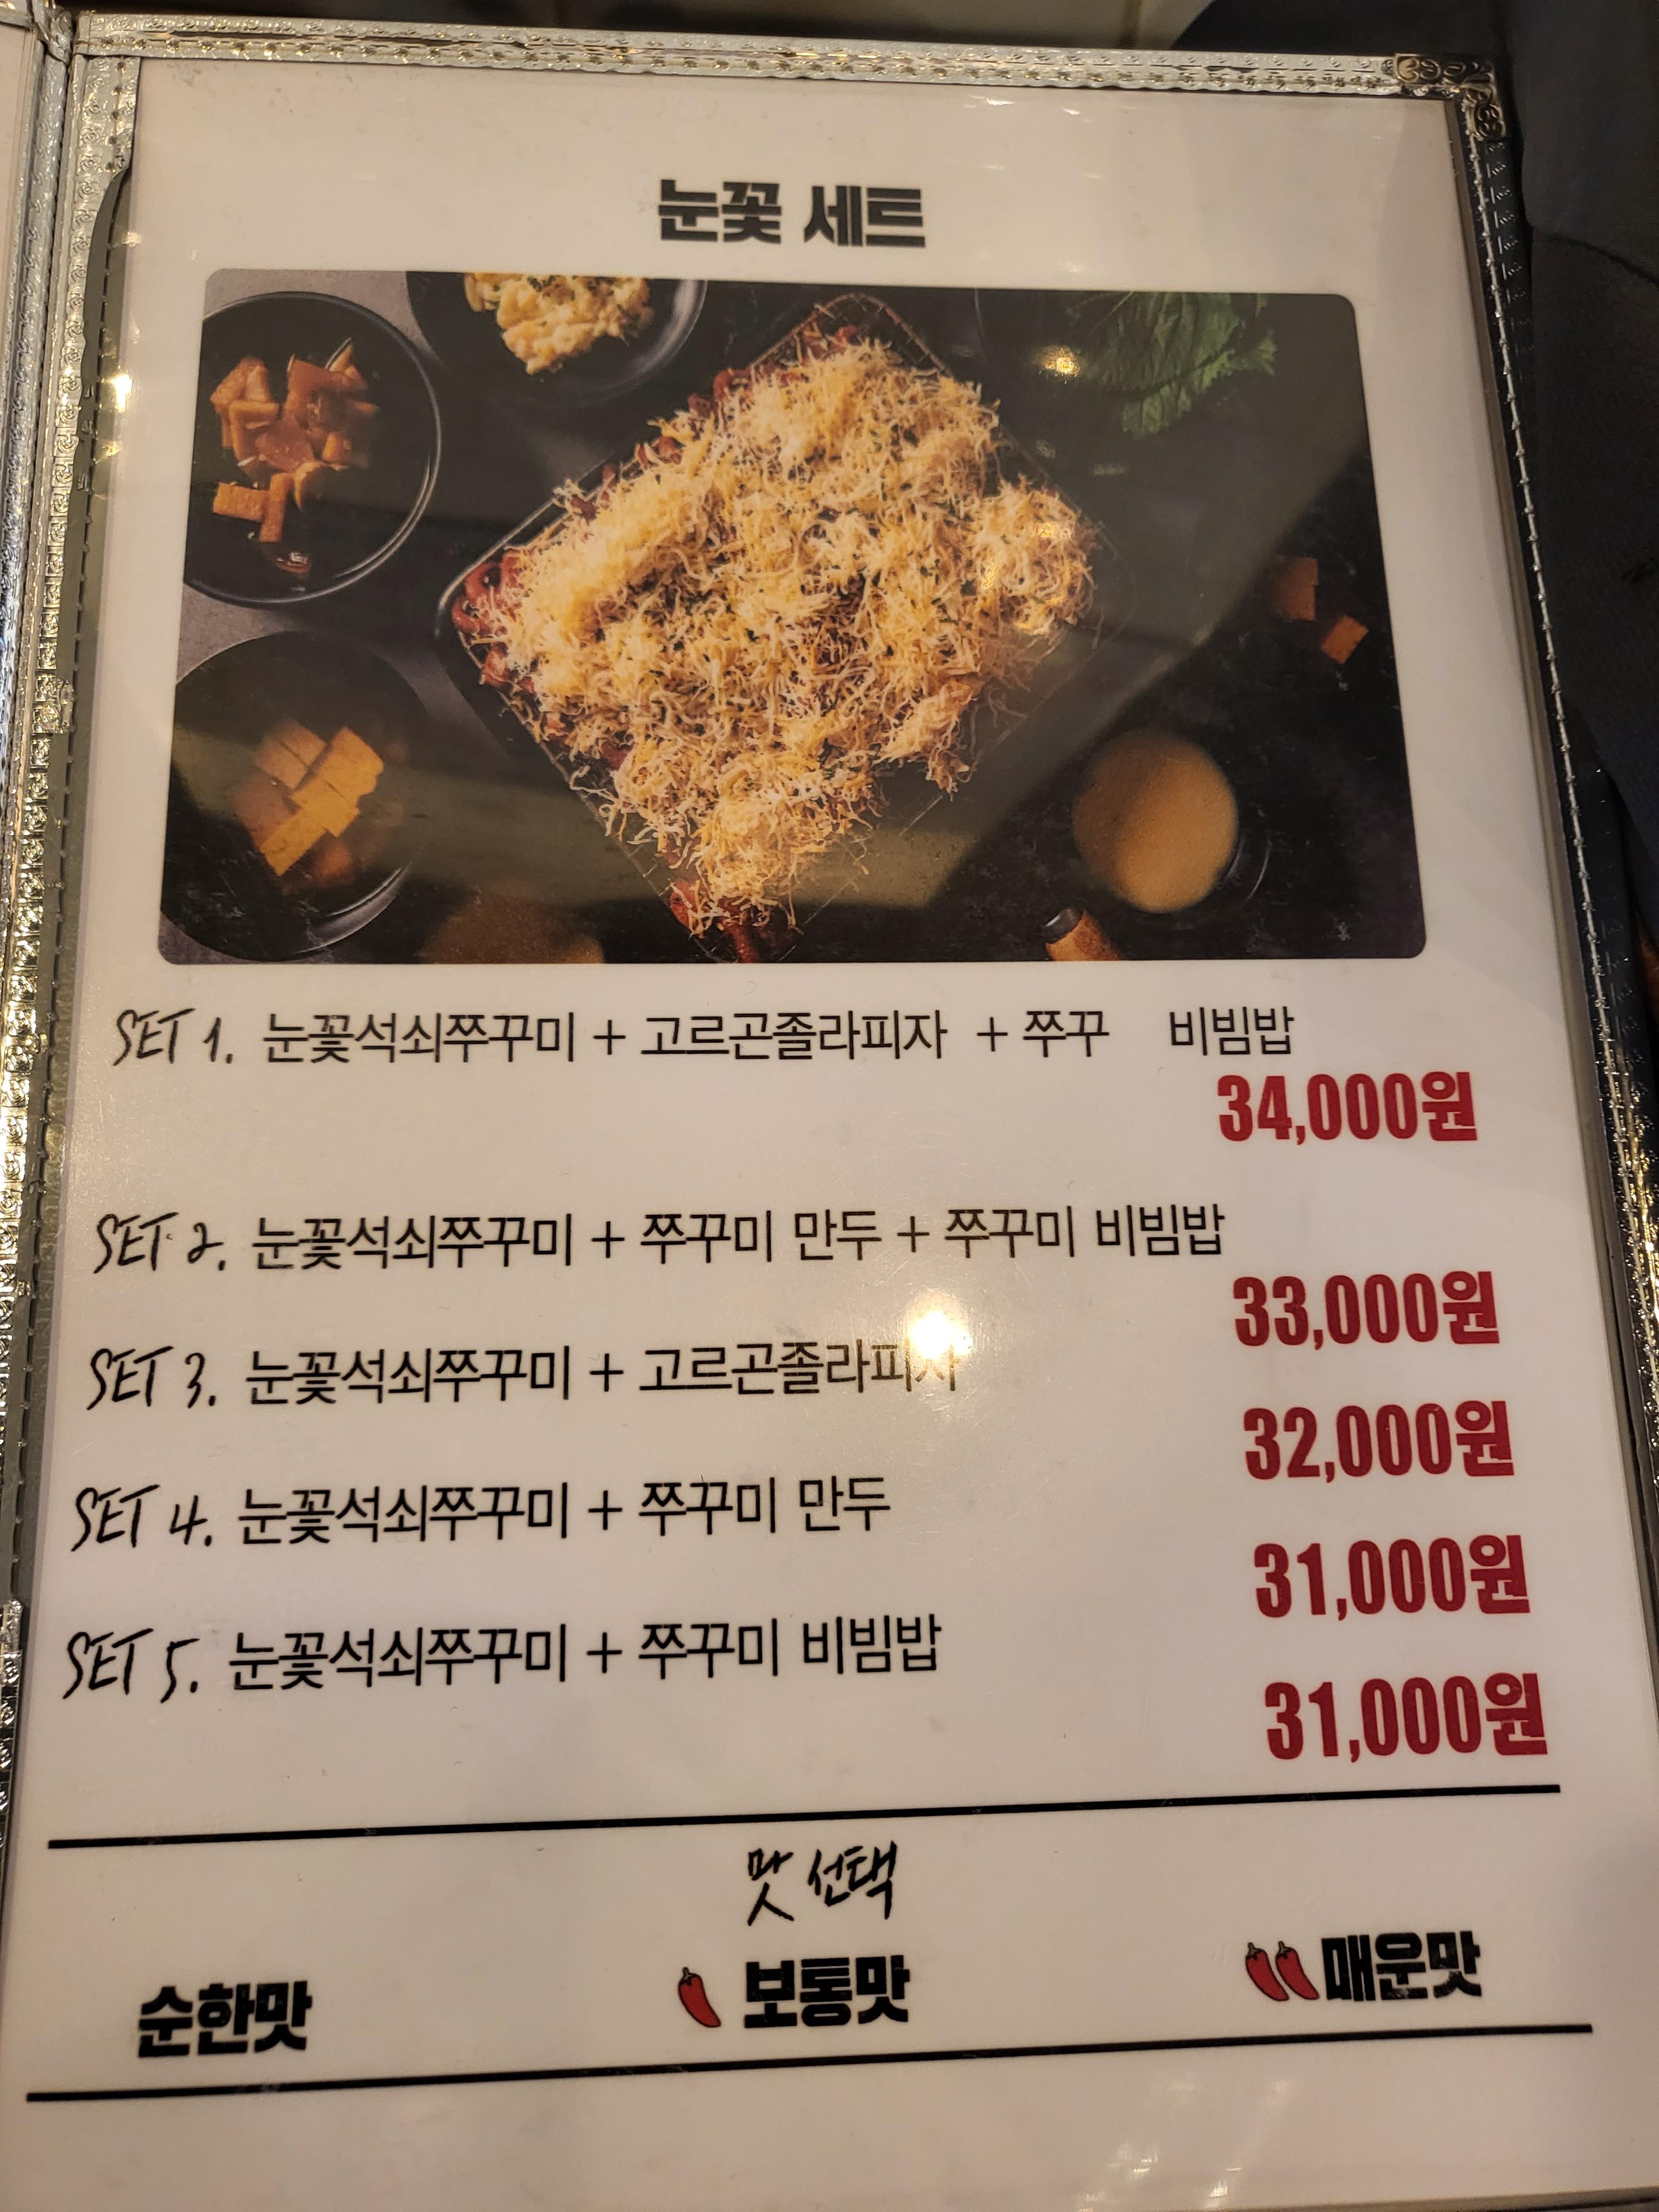 눈꽃 세트
SET 1. 눈꽃석쇠쭈꾸미 + 고르곤졸라피자 + 쭈꾸 비빔밥
34,000원
SET 2. 눈꽃석쇠쭈꾸미 + 쭈꾸미 만두 + 쭈꾸미 비빔밥
33,000원
SET 3. 눈꽃석쇠쭈꾸미 + 고르곤졸라피자
32,000원
SET 4. 눈꽃석쇠쭈꾸미 + 쭈꾸미 만두
31,000원
SET 5. 눈꽃석쇠쭈꾸미 + 쭈꾸미 비빔밥
31,000원
맛 선택
순한맛 보통맛 매운맛